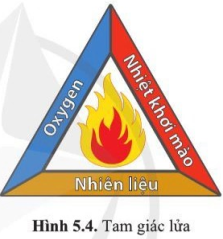 Oxygen
Nhiệt khơi mào
Nhiên liệu
Hình 5.4. Tam giác lửa